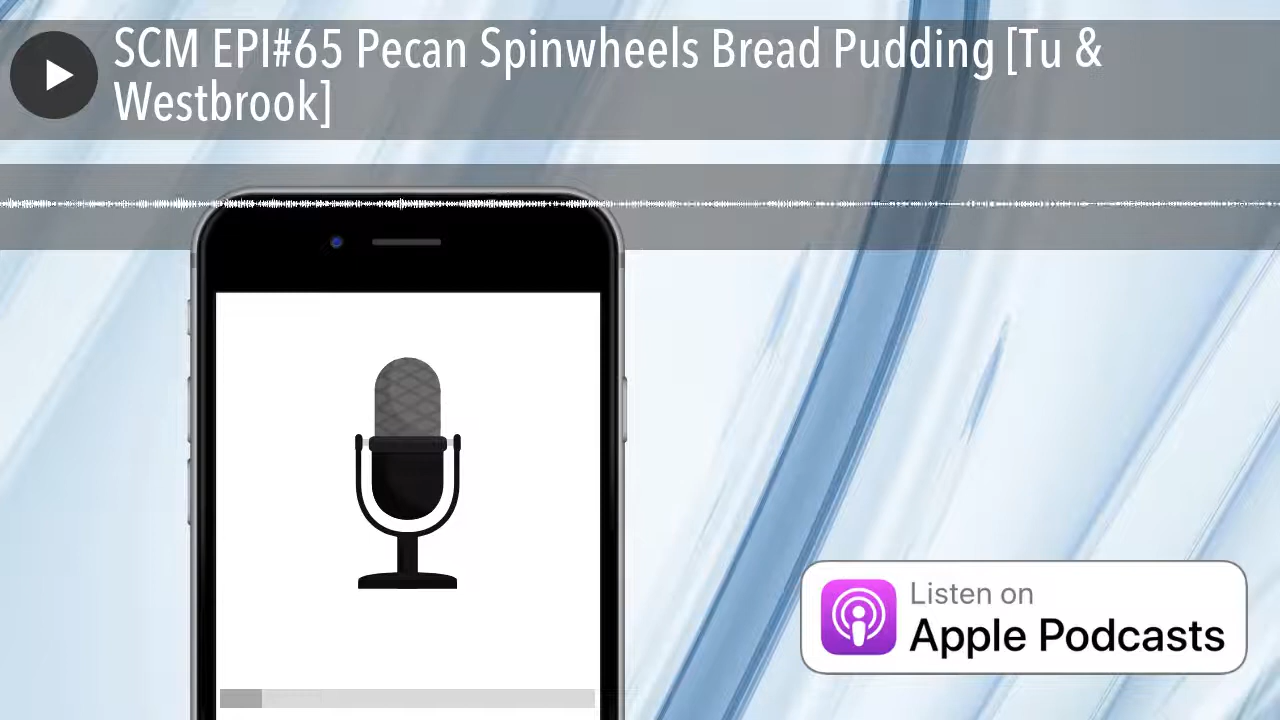 SCM EPI#65 Pecan Spinwheels Bread Pudding [Tu &
Westbrook]
Listen on
Apple Podcasts